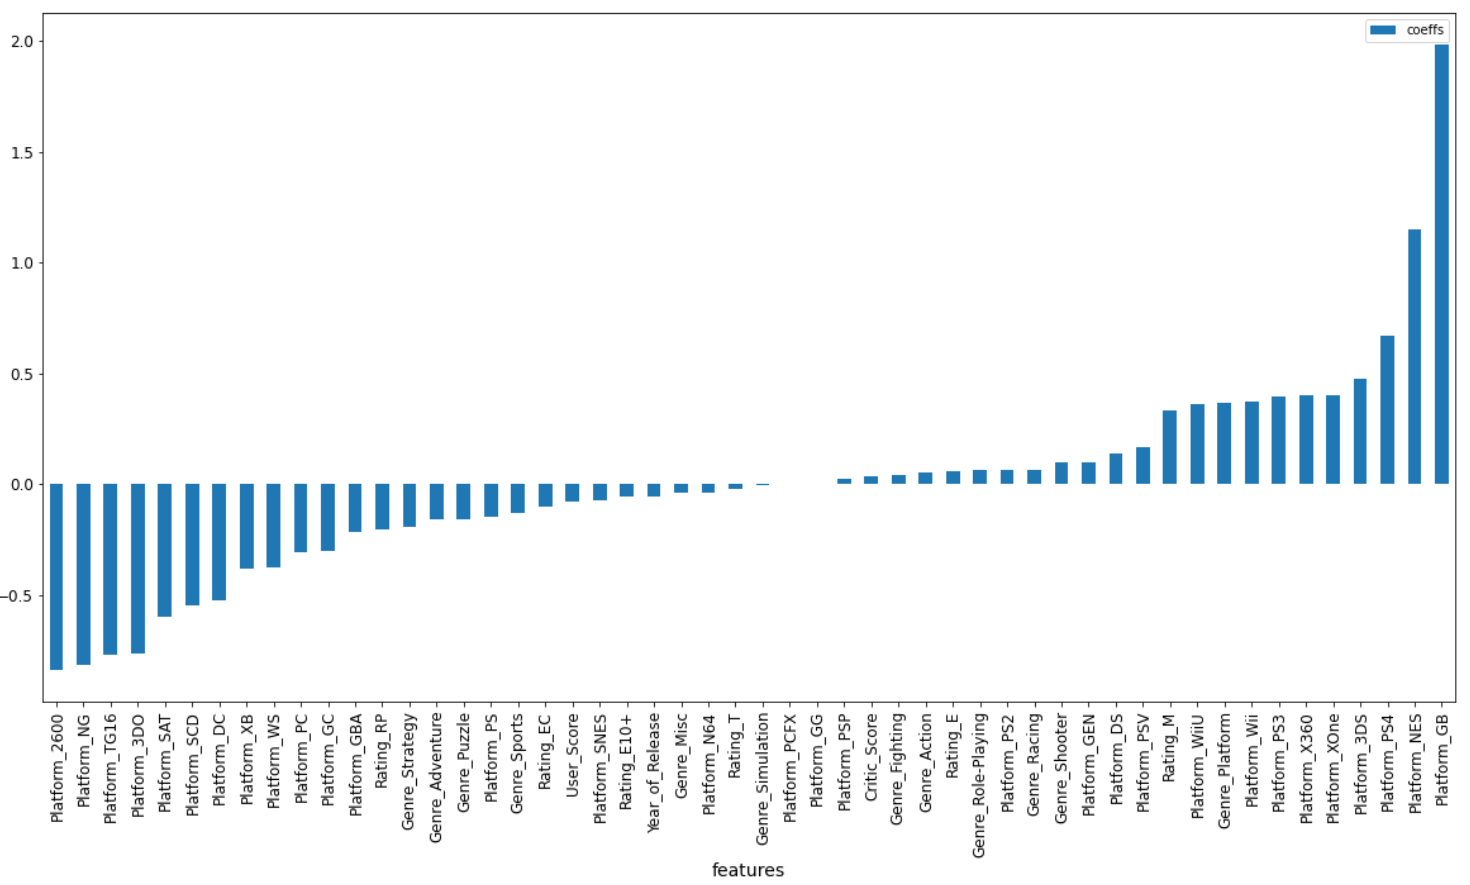 coeffs
2.0
1.5
1.0
0.5
0.0
−0.5
Platform_2600
Platform_NG
Platform_TG16
Platform_3DO
Platform_SAT
Platform_SCD
Platform_DC
Platform_XB
Platform_WS
Platform_PC
Platform_GC
Platform_GBA
Rating_RP
Genre_Strategy
Genre_Adventure
Genre_Puzzle
Platform_PS
Genre_Sports
Rating_EC
User_Score
Platform_SNES
Rating_E10+
Year_of_Release
Genre_Misc
Platform_N64
Rating_T
Genre_Simulation
Platform_PCFX
Platform_GG
Platform_PSP
Critic_Score
Genre_Fighting
Genre_Action
Rating_E
Genre_Role-Playing
Platform_PS2
Genre_Racing
Genre_Shooter
Platform_GEN
Platform_DS
Platform_PSV
Rating_M
Platform_WiiU
Genre_Platform
Platform_Wii
Platform_PS3
Platform_X360
Platform_XOne
Platform_3DS
Platform_PS4
Platform_NES
Platform_GB
features